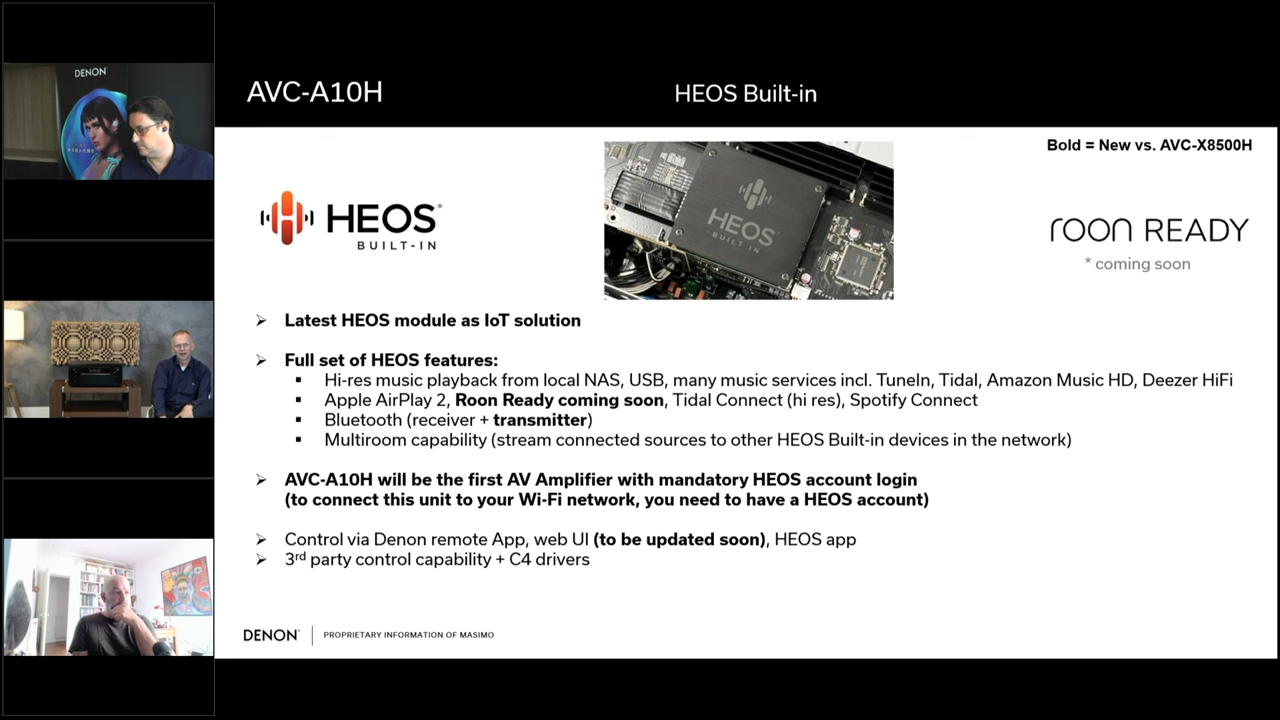 DENON
AVC-A10H
HEOS Built-in
Bold = New vs. AVC-X8500H
HEOS®
BUILT-IN
HEOS
BUILT IN
ROON READY
* coming soon
➢ Latest HEOS module as IoT solution
➢ Full set of HEOS features:
▪ Hi-res music playback from local NAS, USB, many music services incl. TuneIn, Tidal, Amazon Music HD, Deezer HiFi
▪ Apple AirPlay 2, Roon Ready coming soon, Tidal Connect (hi res), Spotify Connect
▪ Bluetooth (receiver + transmitter)
▪ Multiroom capability (stream connected sources to other HEOS Built-in devices in the network)
➢ AVC-A10H will be the first AV Amplifier with mandatory HEOS account login
(to connect this unit to your Wi-Fi network, you need to have a HEOS account)
➢ Control via Denon remote App, web UI (to be updated soon), HEOS app
➢ 3rd party control capability + C4 drivers
DENON
PROPRIETARY INFORMATION OF MASIMO